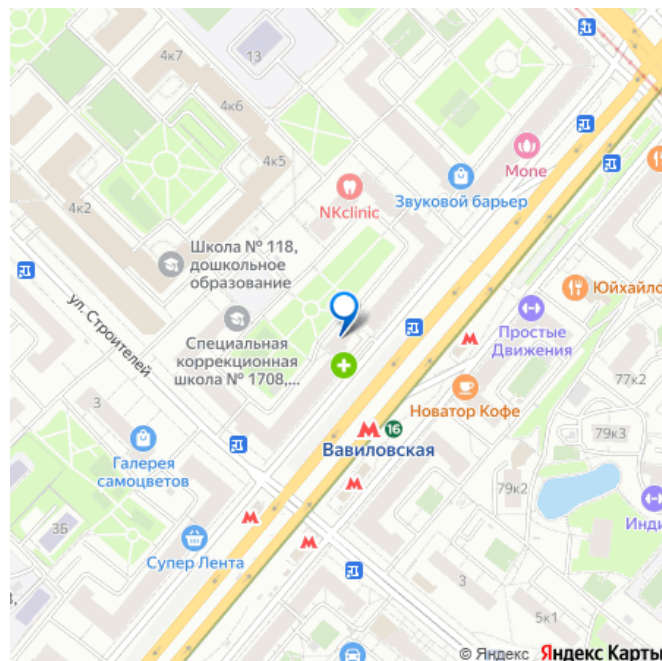 4к7
13
4к6
4к5
Mone
NKclinic
Звуковой барьер
4к2
Школа № 118,
дошкольное
образование
Юйхайло
ул. Строителей
Специальная
коррекционная
школа № 1708,...
Простые
Движения
77к2
3
Новатор Кофе
16
Вавиловская
79к3
Галерея
самоцветов
79к2
3Б
Инди
Супер Лента
3
5к1
3,
© Яндекс Яндекс Карты